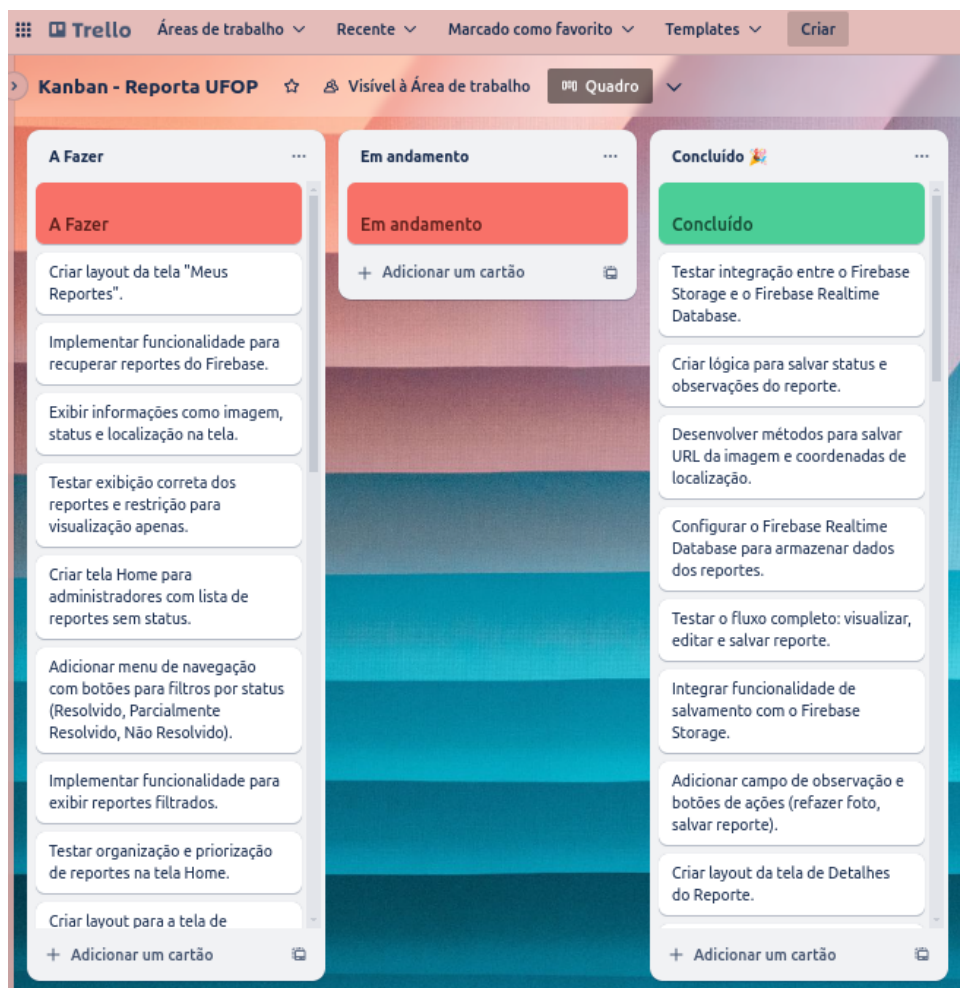 Trello
Áreas de trabalho
Recente
Marcado como favorito
Templates
Criar
Kanban - Reporta UFOP
Visível à Área de trabalho
Quadro
A Fazer
A Fazer
Criar layout da tela "Meus
Reportes".
Implementar funcionalidade para
recuperar reportes do Firebase.
Exibir informações como imagem,
status e localização na tela.
Testar exibição correta dos
reportes e restrição para
visualização apenas.
Criar tela Home para
administradores com lista de
reportes sem status.
Adicionar menu de navegação
com botões para filtros por status
(Resolvido, Parcialmente
Resolvido, Não Resolvido).
Implementar funcionalidade para
exibir reportes filtrados.
Testar organização e priorização
de reportes na tela Home.
Criar layout para a tela de
+ Adicionar um cartão
Em andamento
Em andamento
+ Adicionar um cartão
Concluído 🎉
Concluído
Testar integração entre o Firebase
Storage e o Firebase Realtime
Database.
Criar lógica para salvar status e
observações do reporte.
Desenvolver métodos para salvar
URL da imagem e coordenadas de
localização.
Configurar o Firebase Realtime
Database para armazenar dados
dos reportes.
Testar o fluxo completo: visualizar,
editar e salvar reporte.
Integrar funcionalidade de
salvamento com o Firebase
Storage.
Adicionar campo de observação e
botões de ações (refazer foto,
salvar reporte).
Criar layout da tela de Detalhes
do Reporte.
+ Adicionar um cartão